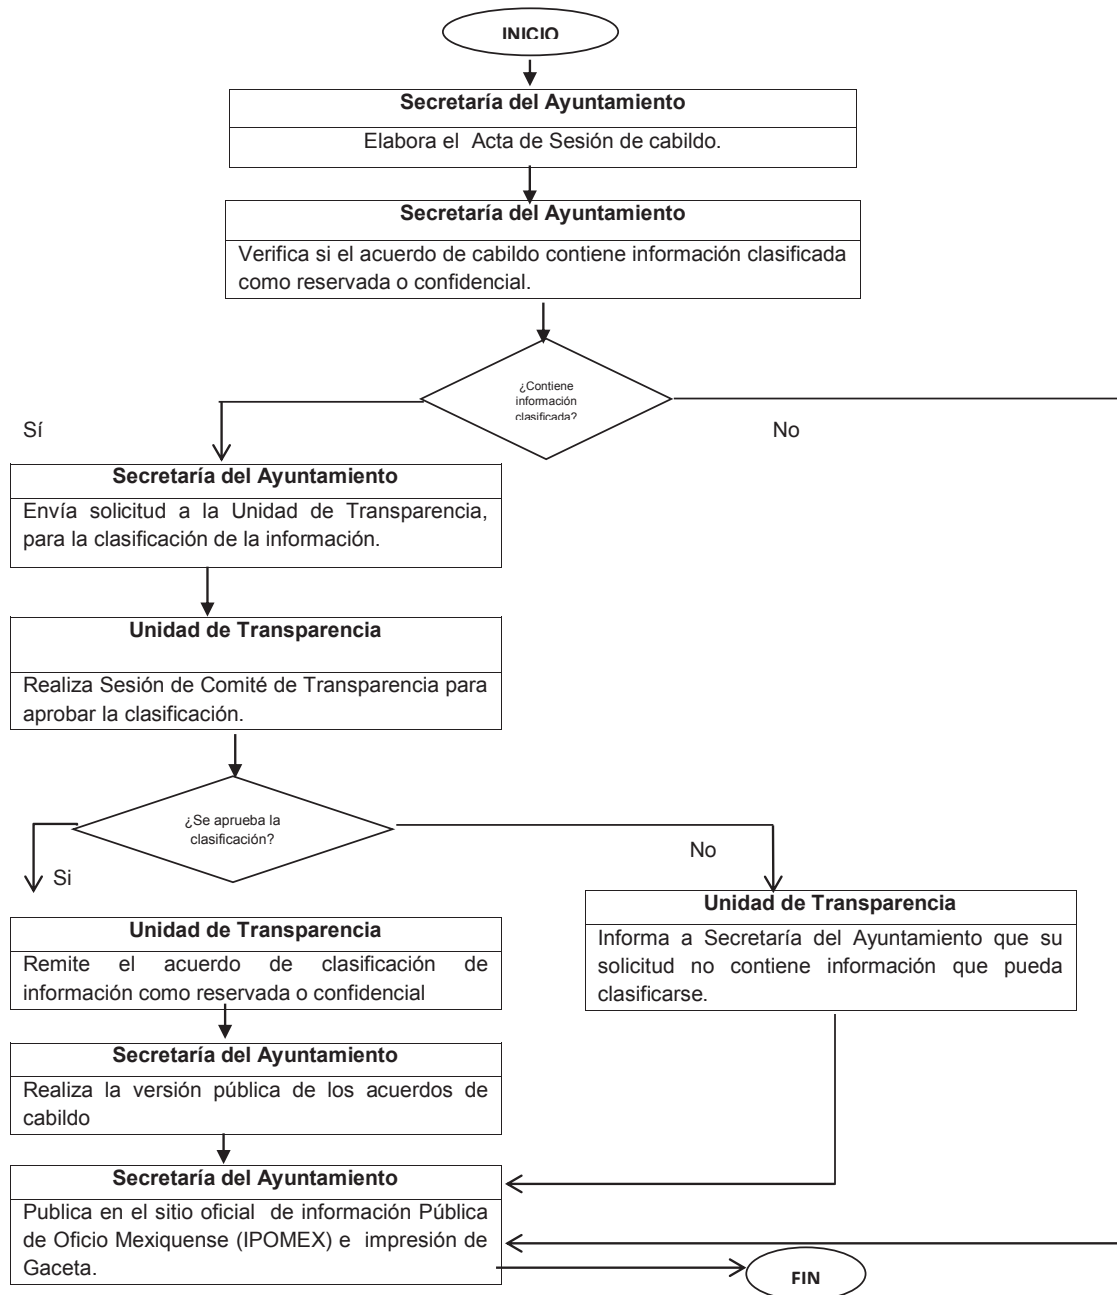 INICIO
Secretaría del Ayuntamiento
Elabora el Acta de Sesión de cabildo.
Secretaría del Ayuntamiento
Verifica si el acuerdo de cabildo contiene información clasificada
como reservada o confidencial.
¿Contiene
información
clasificada?
Sí
No
Secretaría del Ayuntamiento
Envía solicitud a la Unidad de Transparencia,
para la clasificación de la información.
Unidad de Transparencia
Realiza Sesión de Comité de Transparencia para
aprobar la clasificación.
¿Se aprueba la
clasificación?
Si
No
Unidad de Transparencia
Remite el acuerdo de clasificación de
información como reservada o confidencial
Unidad de Transparencia
Informa a Secretaría del Ayuntamiento que su
solicitud no contiene información que pueda
clasificarse.
Secretaría del Ayuntamiento
Realiza la versión pública de los acuerdos de
cabildo
Secretaría del Ayuntamiento
Publica en el sitio oficial de información Pública
de Oficio Mexiquense (IPOMEX) e impresión de
Gaceta.
FIN